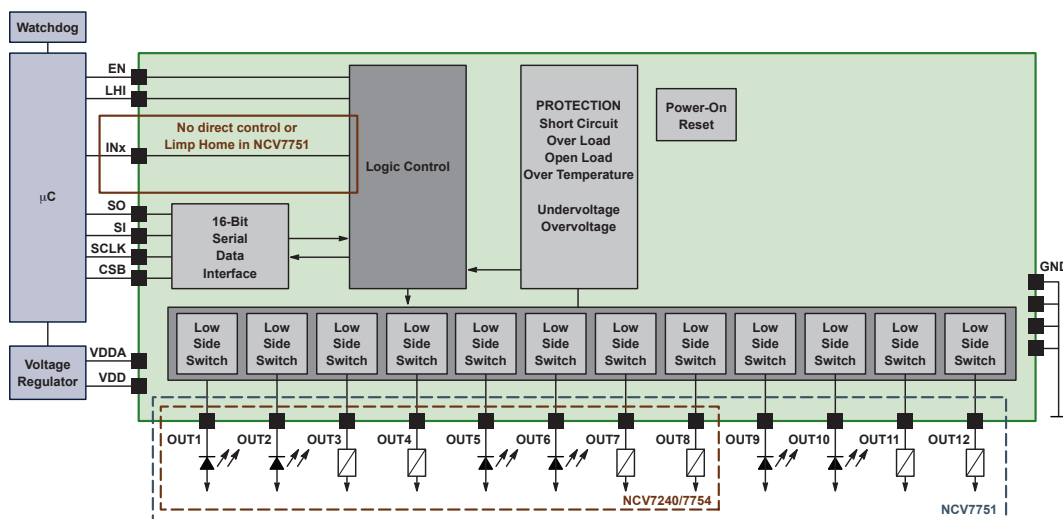 Watchdog
EN
LHI
No direct control or
Limp Home in NCV7751
INx
µC
SO
SI
SCLK
CSB
16-Bit
Serial
Data
Interface
Logic Control
PROTECTION
Short Circuit
Over Load
Open Load
Over Temperature
Undervoltage
Overvoltage
Power-On
Reset
GND
Voltage
Regulator
VDDA
VDD
Low
Side
Switch
Low
Side
Switch
Low
Side
Switch
Low
Side
Switch
Low
Side
Switch
Low
Side
Switch
Low
Side
Switch
Low
Side
Switch
Low
Side
Switch
Low
Side
Switch
Low
Side
Switch
Low
Side
Switch
OUT1
OUT2
OUT3
OUT4
OUT5
OUT6
OUT7
OUT8
OUT9
OUT10
OUT11
OUT12
NCV7240/7754
NCV7751